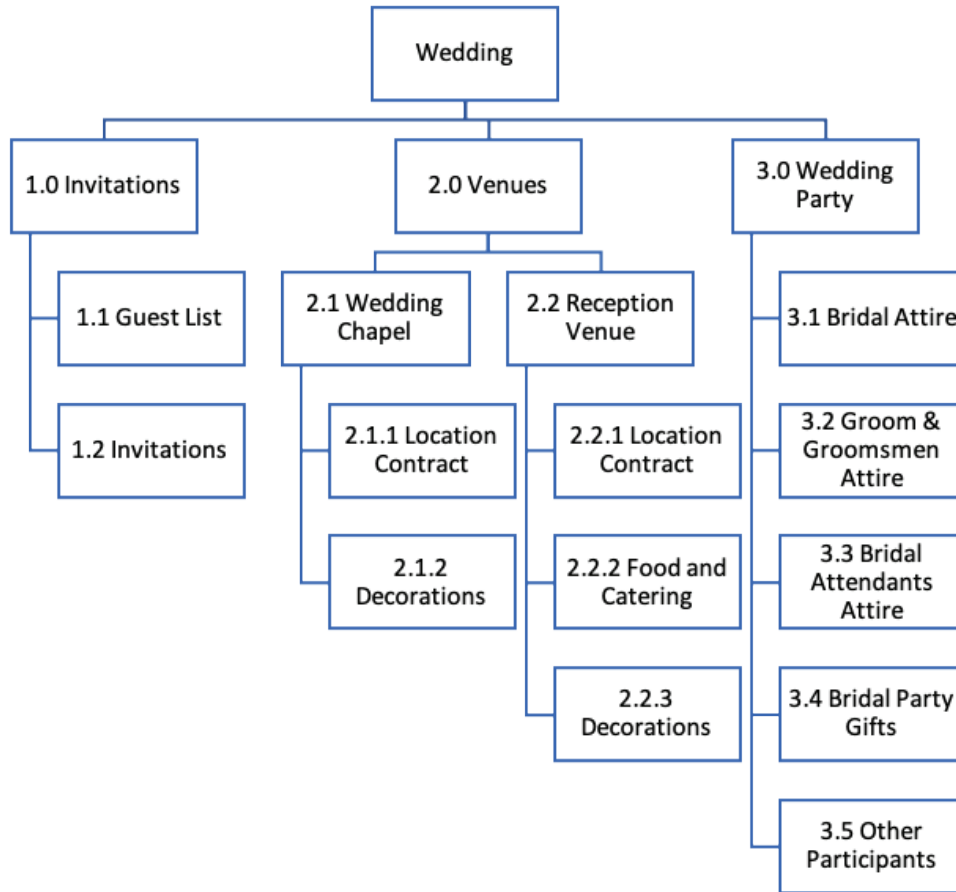 Wedding
1.0 Invitations
2.0 Venues
3.0 Wedding
Party
1.1 Guest List
1.2 Invitations
2.1 Wedding
Chapel
2.1.1 Location
Contract
2.1.2
Decorations
2.2 Reception
Venue
2.2.1 Location
Contract
2.2.2 Food and
Catering
2.2.3
Decorations
3.1 Bridal Attire
3.2 Groom &
Groomsmen
Attire
3.3 Bridal
Attendants
Attire
3.4 Bridal Party
Gifts
3.5 Other
Participants